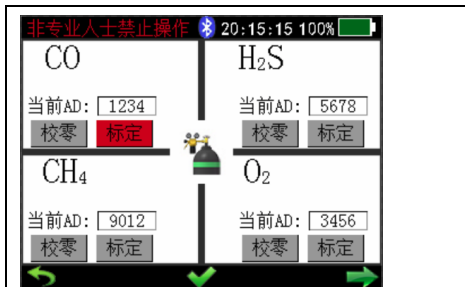 非专业人士禁止操作 20:15:15 100%
CO
当前AD: 1234
校零 标定
H₂S
当前AD: 5678
校零 标定
CH₄
当前AD: 9012
校零 标定
O₂
当前AD: 3456
校零 标定